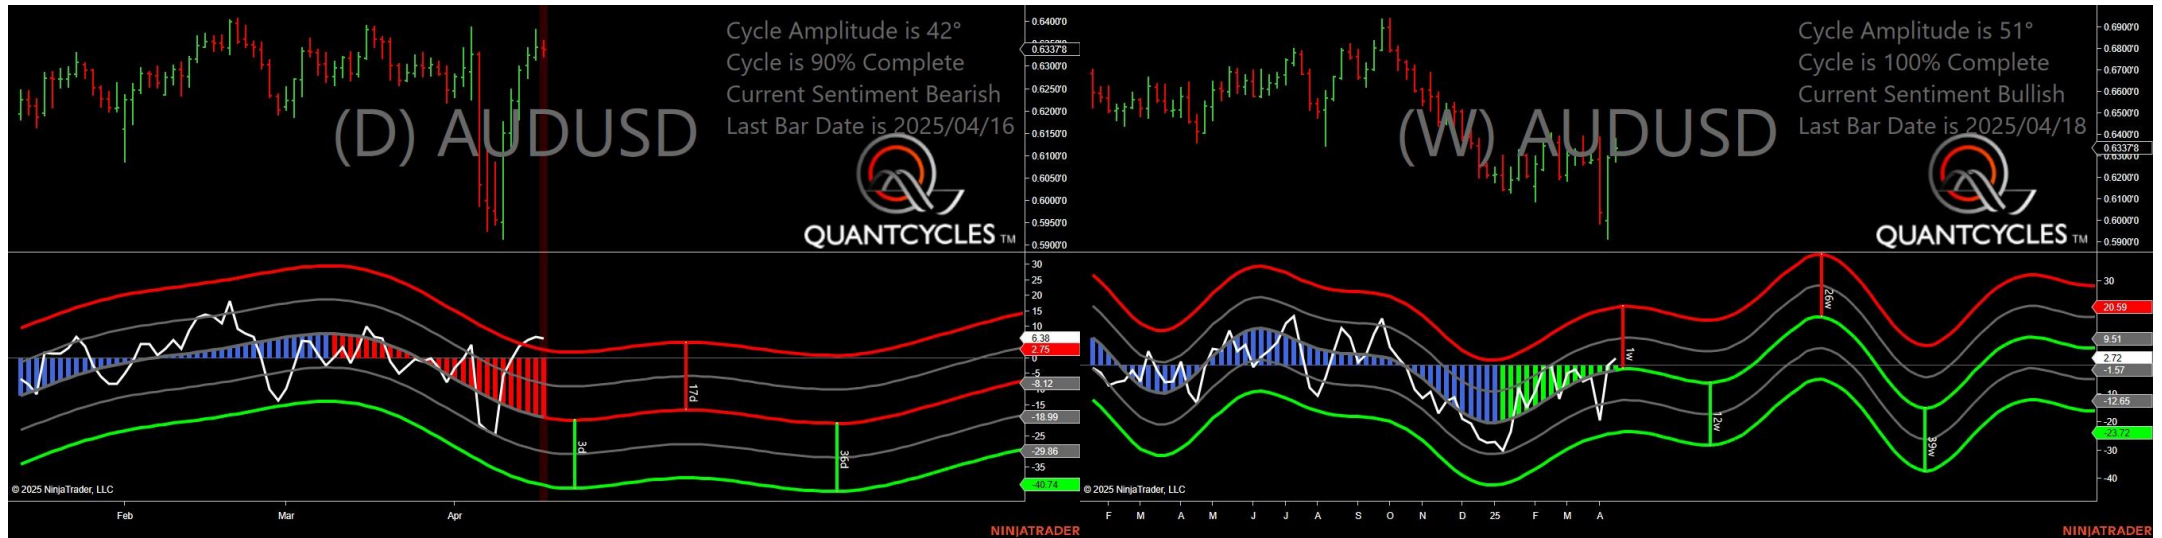 Cycle Amplitude is 42°
Cycle is 90% Complete
Current Sentiment Bearish
Last Bar Date is 2025/04/16
(D) AUDUSD
QUANTCYCLES TM
0.6400'0
0.6337'8
0.6300'0
0.6250'0
0.6200'0
0.6150'0
0.6100'0
0.6050'0
0.6000'0
0.5950'0
0.5900'0
30
25
20
15
10
6.38
2.75
0
-5
-8.12
-15
-18.99
-25
-29.86
-35
-40.74
3d
17d
36d
© 2025 NinjaTrader, LLC
Feb Mar Apr
NINJATRADER
Cycle Amplitude is 51°
Cycle is 100% Complete
Current Sentiment Bullish
Last Bar Date is 2025/04/18
(W) AUDUSD
QUANTCYCLES TM
0.6900'0
0.6800'0
0.6700'0
0.6600'0
0.6500'0
0.6400'0
0.6337'8
0.6300'0
0.6200'0
0.6100'0
0.6000'0
0.5900'0
30
20.59
9.51
2.72
-1.57
-10
-12.65
-20
-23.72
-30
-40
1w
12w
26w
39w
© 2025 NinjaTrader, LLC
F M A M J J A S O N D 25 F M A
NINJATRADER